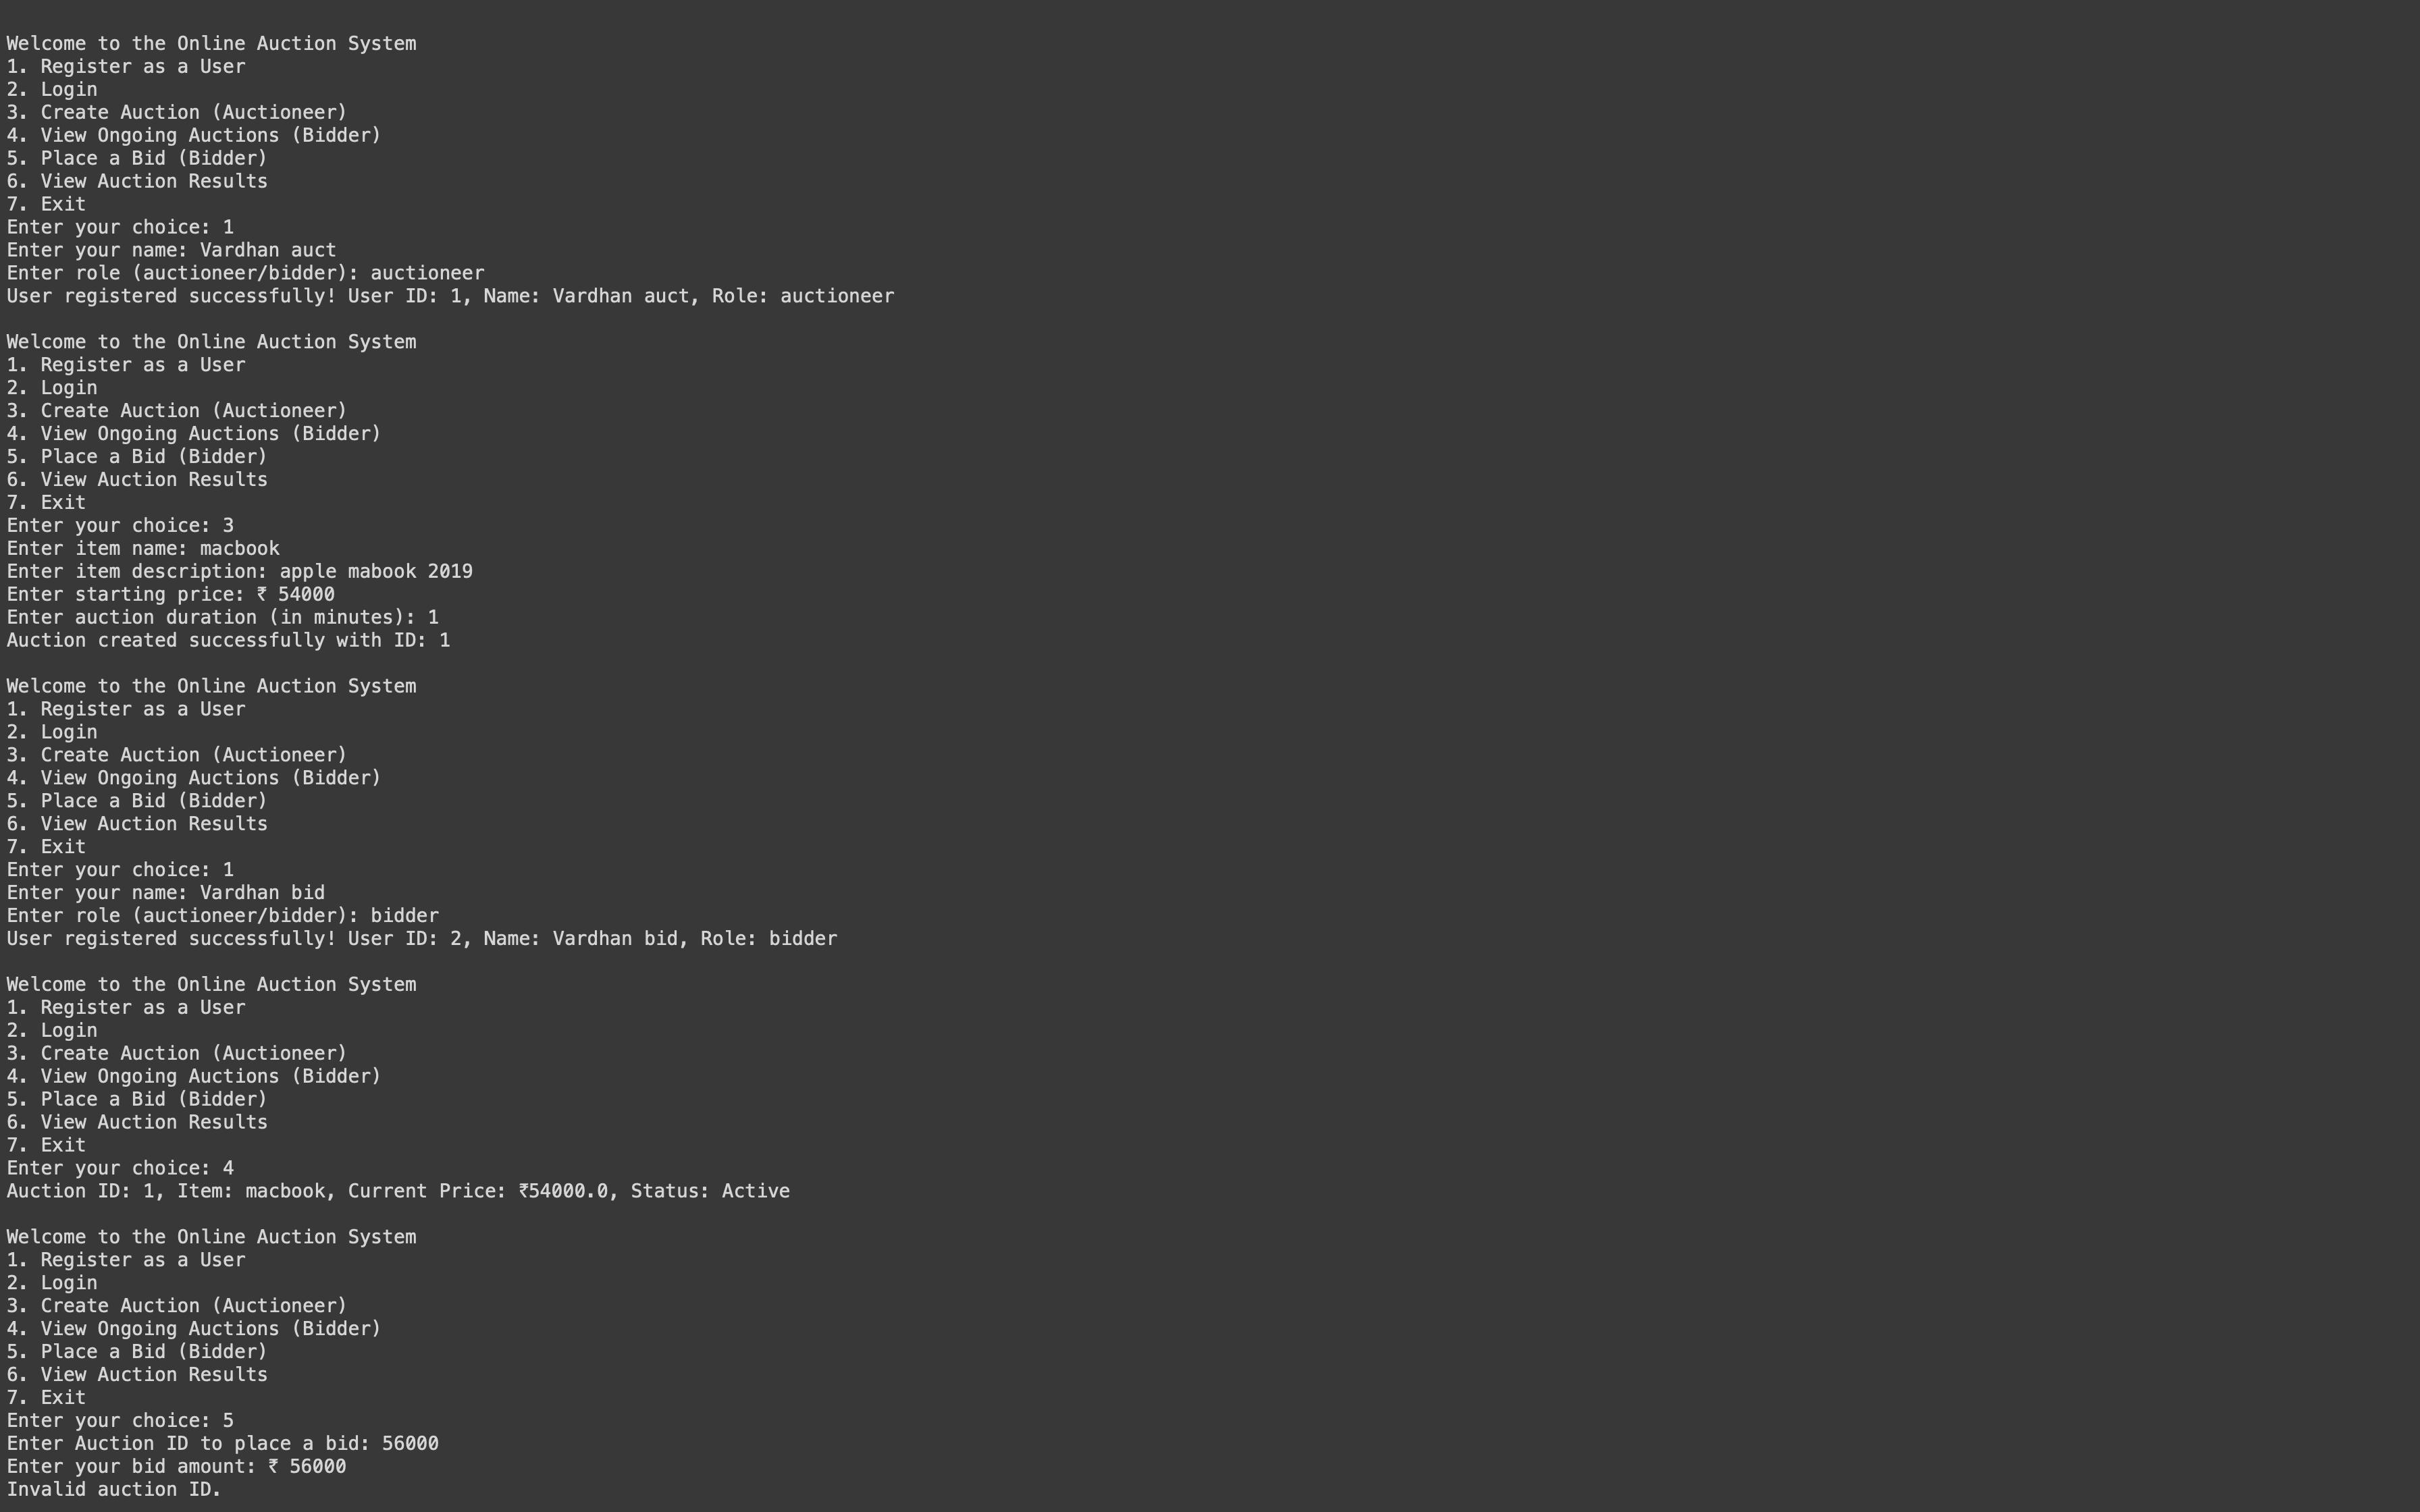 Welcome to the Online Auction System
1. Register as a User
2. Login
3. Create Auction (Auctioneer)
4. View Ongoing Auctions (Bidder)
5. Place a Bid (Bidder)
6. View Auction Results
7. Exit
Enter your choice: 1
Enter your name: Vardhan auct
Enter role (auctioneer/bidder): auctioneer
User registered successfully! User ID: 1, Name: Vardhan auct, Role: auctioneer

Welcome to the Online Auction System
1. Register as a User
2. Login
3. Create Auction (Auctioneer)
4. View Ongoing Auctions (Bidder)
5. Place a Bid (Bidder)
6. View Auction Results
7. Exit
Enter your choice: 3
Enter item name: macbook
Enter item description: apple mabook 2019
Enter starting price: ₹ 54000
Enter auction duration (in minutes): 1
Auction created successfully with ID: 1

Welcome to the Online Auction System
1. Register as a User
2. Login
3. Create Auction (Auctioneer)
4. View Ongoing Auctions (Bidder)
5. Place a Bid (Bidder)
6. View Auction Results
7. Exit
Enter your choice: 1
Enter your name: Vardhan bid
Enter role (auctioneer/bidder): bidder
User registered successfully! User ID: 2, Name: Vardhan bid, Role: bidder

Welcome to the Online Auction System
1. Register as a User
2. Login
3. Create Auction (Auctioneer)
4. View Ongoing Auctions (Bidder)
5. Place a Bid (Bidder)
6. View Auction Results
7. Exit
Enter your choice: 4
Auction ID: 1, Item: macbook, Current Price: ₹54000.0, Status: Active

Welcome to the Online Auction System
1. Register as a User
2. Login
3. Create Auction (Auctioneer)
4. View Ongoing Auctions (Bidder)
5. Place a Bid (Bidder)
6. View Auction Results
7. Exit
Enter your choice: 5
Enter Auction ID to place a bid: 56000
Enter your bid amount: ₹ 56000
Invalid auction ID.